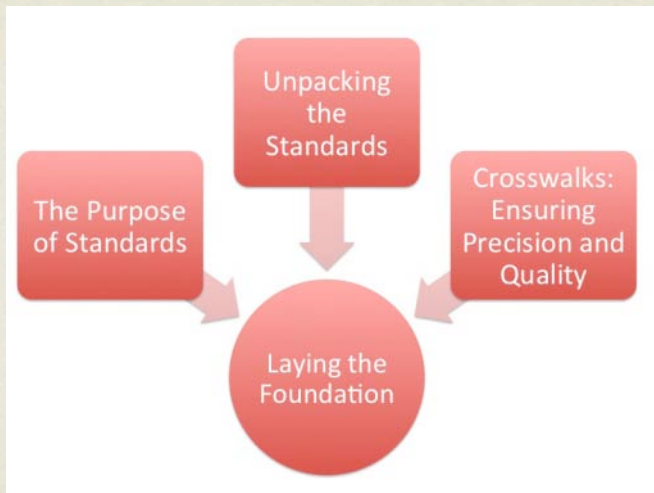 Unpacking
the
Standards
The Purpose
of Standards
Crosswalks:
Ensuring
Precision and
Quality
Laying the
Foundation